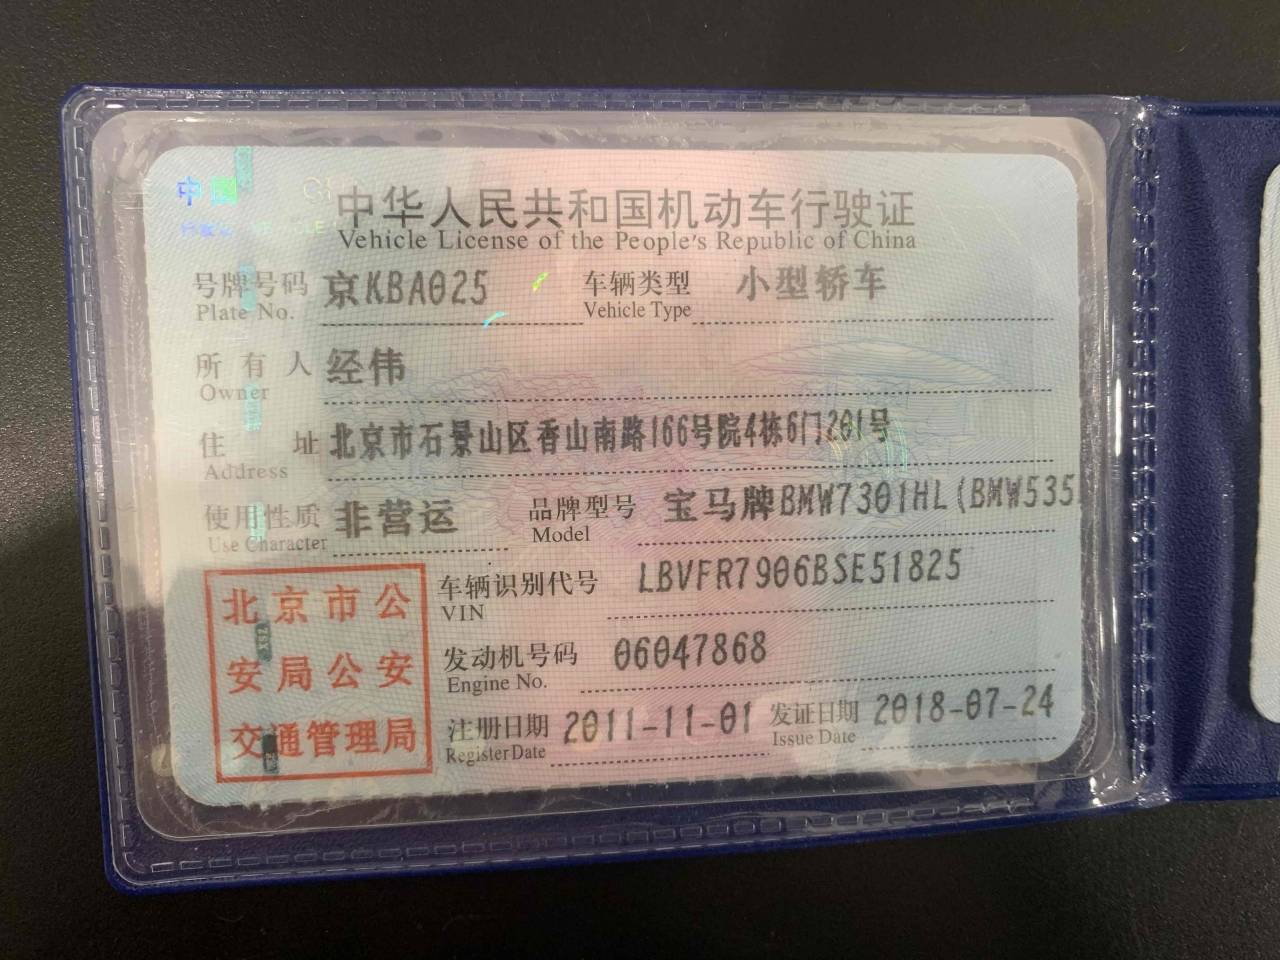 中国
中华人民共和国机动车行驶证
Vehicle License of the People's Republic of China
号牌号码 京KBA025 车辆类型 小型轿车
Plate No. Vehicle Type
所有人 经伟
Owner
住址 北京市石景山区香山南路166号院4栋6门201号
Address
使用性质 非营运 品牌型号 宝马牌BMW7301HL(BMW535
Use Character Model
北京市公
安局公安
交通管理局
车辆识别代号 LBVFR7906BSE51825
VIN
发动机号码 06047868
Engine No.
注册日期 2011-11-01 发证日期 2018-07-24
Register Date Issue Date